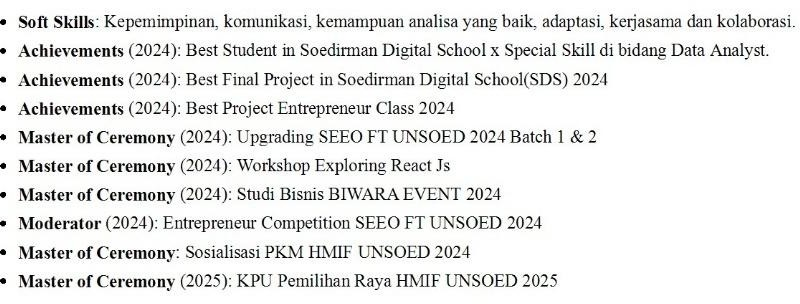 • Soft Skills: Kepemimpinan, komunikasi, kemampuan analisa yang baik, adaptasi, kerjasama dan kolaborasi.
• Achievements (2024): Best Student in Soedirman Digital School x Special Skill di bidang Data Analyst.
• Achievements (2024): Best Final Project in Soedirman Digital School(SDS) 2024
• Achievements (2024): Best Project Entrepreneur Class 2024
• Master of Ceremony (2024): Upgrading SEEO FT UNSOED 2024 Batch 1 & 2
• Master of Ceremony (2024): Workshop Exploring React Js
• Master of Ceremony (2024): Studi Bisnis BIWARA EVENT 2024
• Moderator (2024): Entrepreneur Competition SEEO FT UNSOED 2024
• Master of Ceremony: Sosialisasi PKM HMIF UNSOED 2024
• Master of Ceremony (2025): KPU Pemilihan Raya HMIF UNSOED 2025